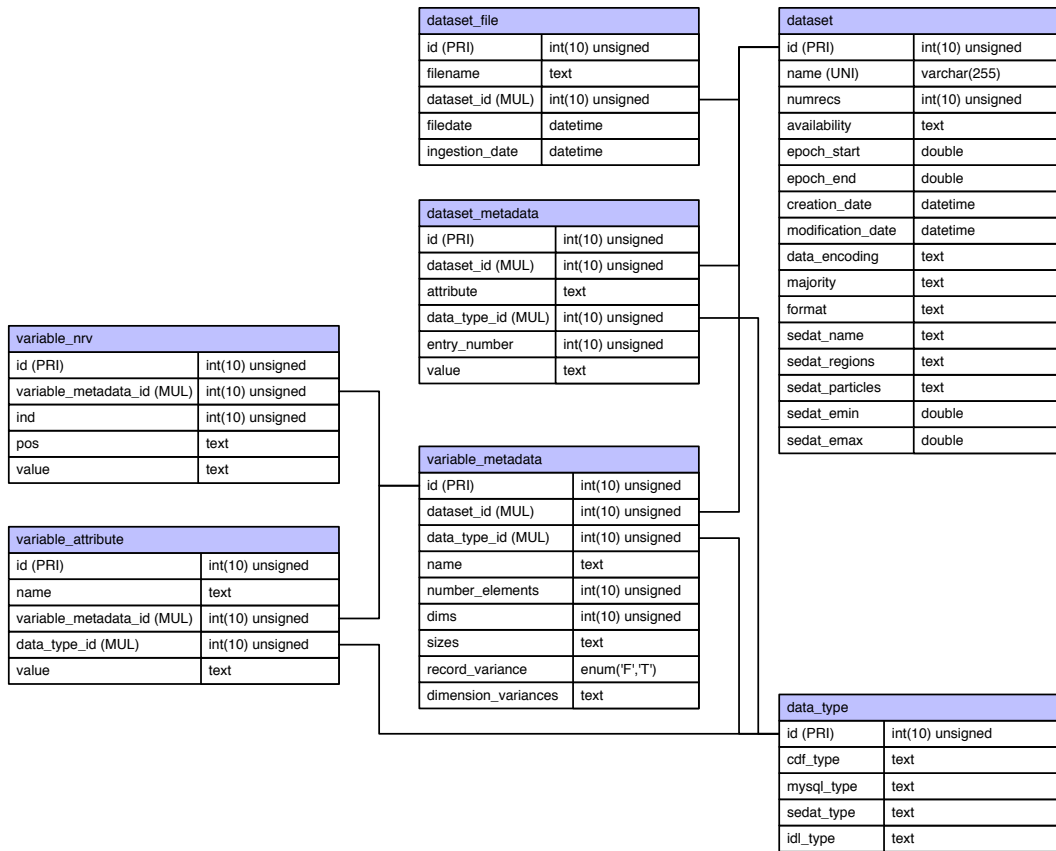 dataset_file
id (PRI) int(10) unsigned
filename text
dataset_id (MUL) int(10) unsigned
filedate datetime
ingestion_date datetime
dataset
id (PRI) int(10) unsigned
name (UNI) varchar(255)
numrecs int(10) unsigned
availability text
epoch_start double
epoch_end double
creation_date datetime
modification_date datetime
data_encoding text
majority text
format text
sedat_name text
sedat_regions text
sedat_particles text
sedat_emin double
sedat_emax double
dataset_metadata
id (PRI) int(10) unsigned
dataset_id (MUL) int(10) unsigned
attribute text
data_type_id (MUL) int(10) unsigned
entry_number int(10) unsigned
value text
variable_nrv
id (PRI) int(10) unsigned
variable_metadata_id (MUL) int(10) unsigned
ind int(10) unsigned
pos text
value text
variable_metadata
id (PRI) int(10) unsigned
dataset_id (MUL) int(10) unsigned
data_type_id (MUL) int(10) unsigned
name text
number_elements int(10) unsigned
dims int(10) unsigned
sizes text
record_variance enum('F','T')
dimension_variances text
variable_attribute
id (PRI) int(10) unsigned
name text
variable_metadata_id (MUL) int(10) unsigned
data_type_id (MUL) int(10) unsigned
value text
data_type
id (PRI) int(10) unsigned
cdf_type text
mysql_type text
sedat_type text
idl_type text